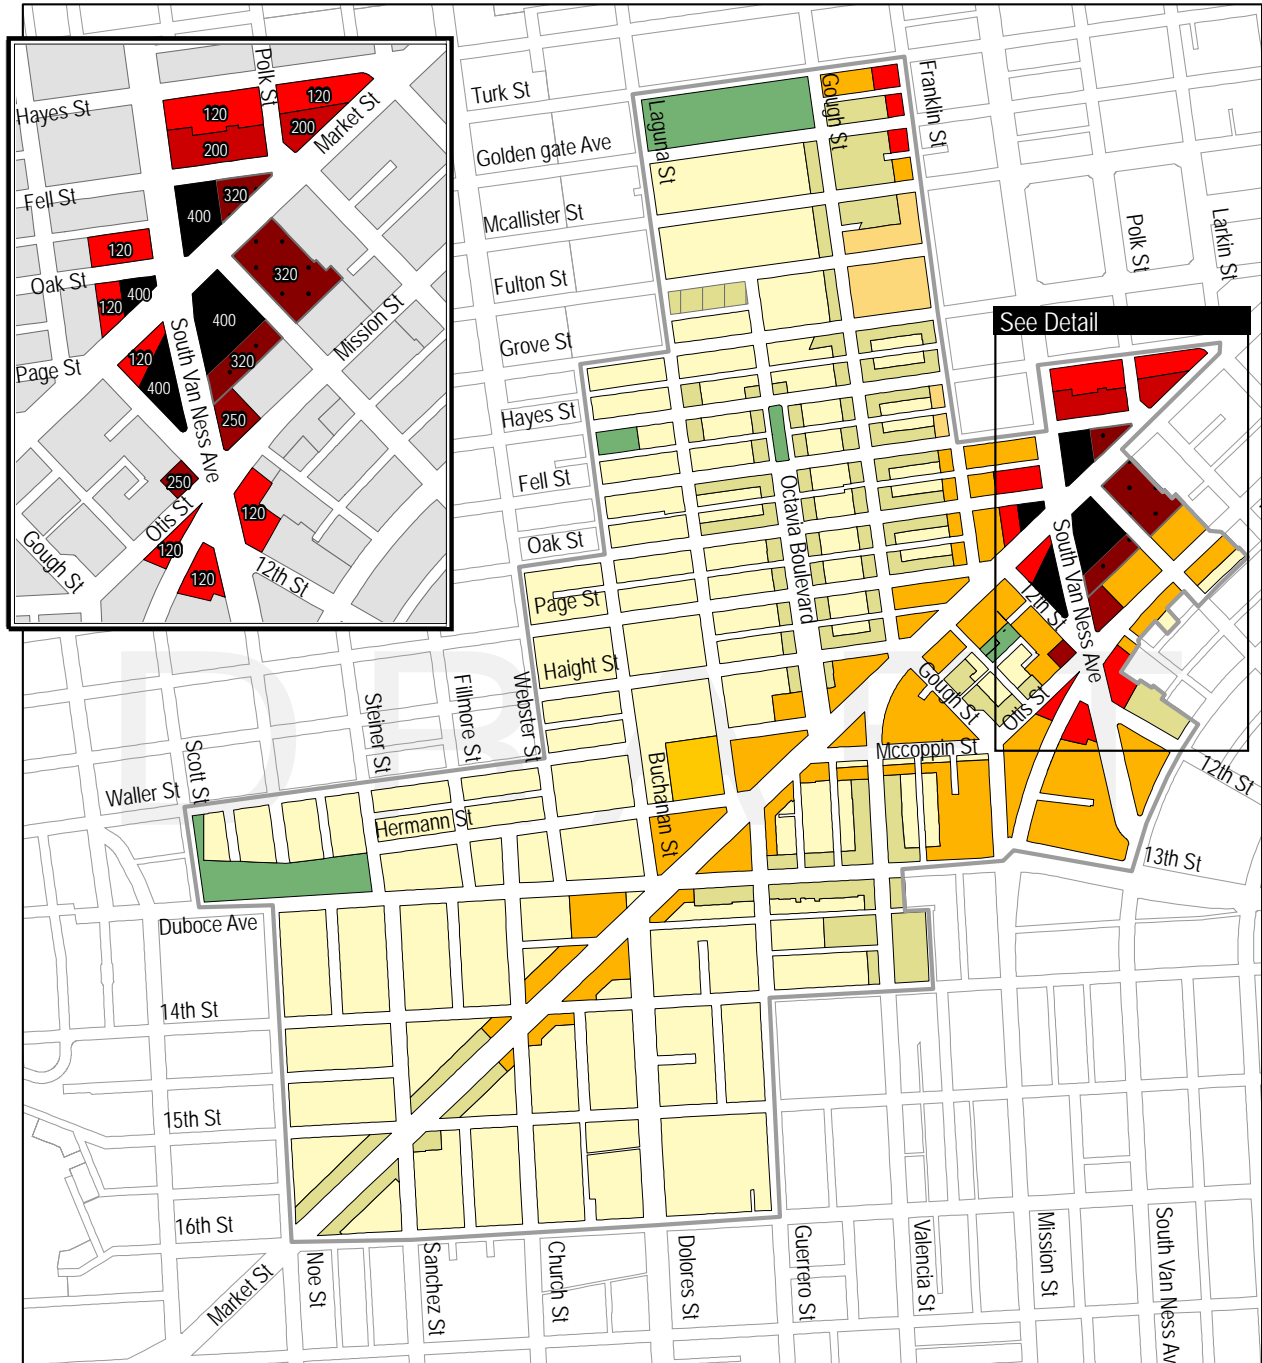 Polk St
Hayes St
120
120
200
200
Market St
Fell St
400
320
120
320
Oak St
400
120
400
Mission St
120
South Van Ness Ave
320
Page St
400
250
250
Otis St
120
120
Gough St
120
12th St
Turk St
Laguna St
Gough St
Franklin St
Golden gate Ave
Mcallister St
Polk St
Larkin St
Fulton St
See Detail
Grove St
Hayes St
Fell St
Octavia Boulevard
Oak St
South Van Ness Ave
Page St
12th St
Haight St
Gough St
Otis St
Webster St
Fillmore St
Steiner St
Scott St
Mccoppin St
Buchanan St
12th St
Waller St
Hermann St
13th St
Duboce Ave
14th St
15th St
16th St
Market St
Noe St
Sanchez St
Church St
Dolores St
Guerrero St
Valencia St
Mission St
South Van Ness Av
DRAFT